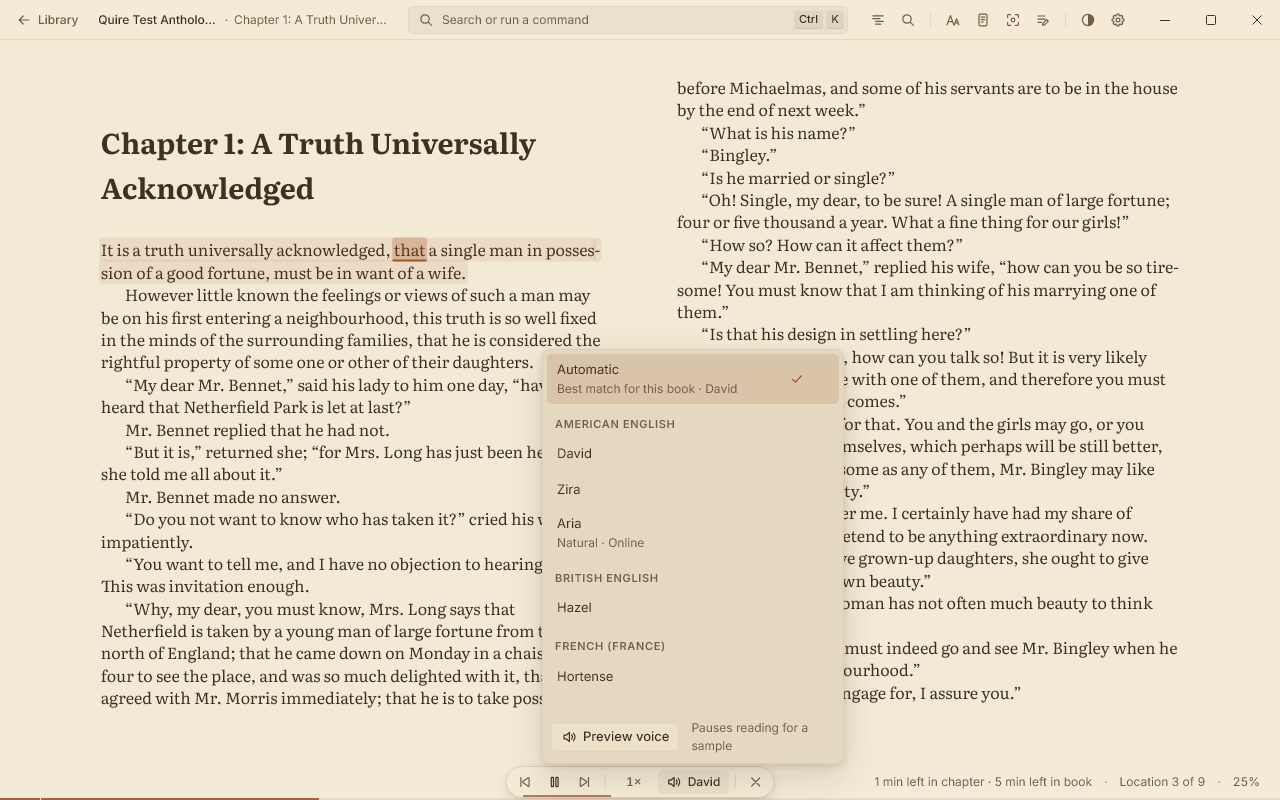 Library
Quire Test Antholo... · Chapter 1: A Truth Univer...
Search or run a command
Ctrl K
Chapter 1: A Truth Universally
Acknowledged
It is a truth universally acknowledged, that a single man in posses-
sion of a good fortune, must be in want of a wife.
However little known the feelings or views of such a man may
be on his first entering a neighbourhood, this truth is so well fixed
in the minds of the surrounding families, that he is considered the
rightful property of some one or other of their daughters.
“My dear Mr. Bennet,” said his lady to him one day, “hav
heard that Netherfield Park is let at last?”
Mr. Bennet replied that he had not.
“But it is,” returned she; “for Mrs. Long has just been he
she told me all about it.”
Mr. Bennet made no answer.
“Do you not want to know who has taken it?” cried his
impatiently.
“You want to tell me, and I have no objection to hearing
This was invitation enough.
“Why, my dear, you must know, Mrs. Long says that
Netherfield is taken by a young man of large fortune from
north of England; that he came down on Monday in a chais
four to see the place, and was so much delighted with it, tha
agreed with Mr. Morris immediately; that he is to take poss
before Michaelmas, and some of his servants are to be in the house
by the end of next week.”
“What is his name?”
“Bingley.”
“Is he married or single?”
“Oh! Single, my dear, to be sure! A single man of large fortune;
four or five thousand a year. What a fine thing for our girls!”
“How so? How can it affect them?”
“My dear Mr. Bennet,” replied his wife, “how can you be so tire-
some! You must know that I am thinking of his marrying one of
them.”
“Is that his design in settling here?”
, how can you talk so! But it is very likely
e with one of them, and therefore you must
comes.”
for that. You and the girls may go, or you
mselves, which perhaps will be still better,
some as any of them, Mr. Bingley may like
ty.”
er me. I certainly have had my share of
etend to be anything extraordinary now.
ve grown-up daughters, she ought to give
wn beauty.”
oman has not often much beauty to think
must indeed go and see Mr. Bingley when he
ourhood.”
ngage for, I assure you.”
Automatic
Best match for this book · David
AMERICAN ENGLISH
David
Zira
Aria
Natural · Online
BRITISH ENGLISH
Hazel
FRENCH (FRANCE)
Hortense
Preview voice
Pauses reading for a
sample
1×
David
1 min left in chapter · 5 min left in book · Location 3 of 9 · 25%